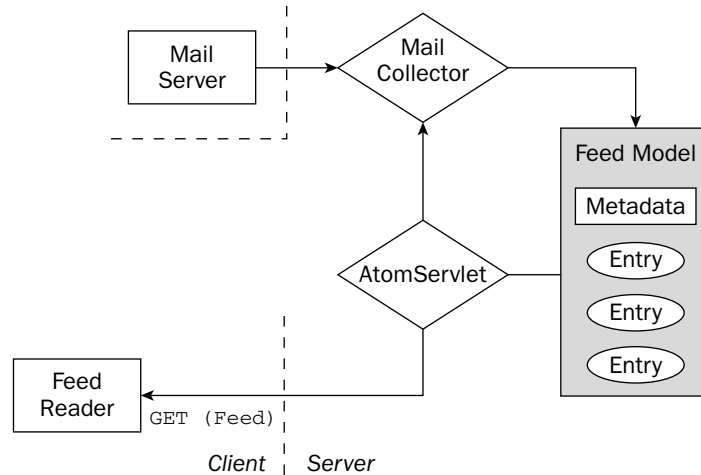 Mail
Server
Mail
Collector
Feed Model
Metadata
Entry
AtomServlet
Entry
Entry
Feed
Reader
GET (Feed)
Client
Server